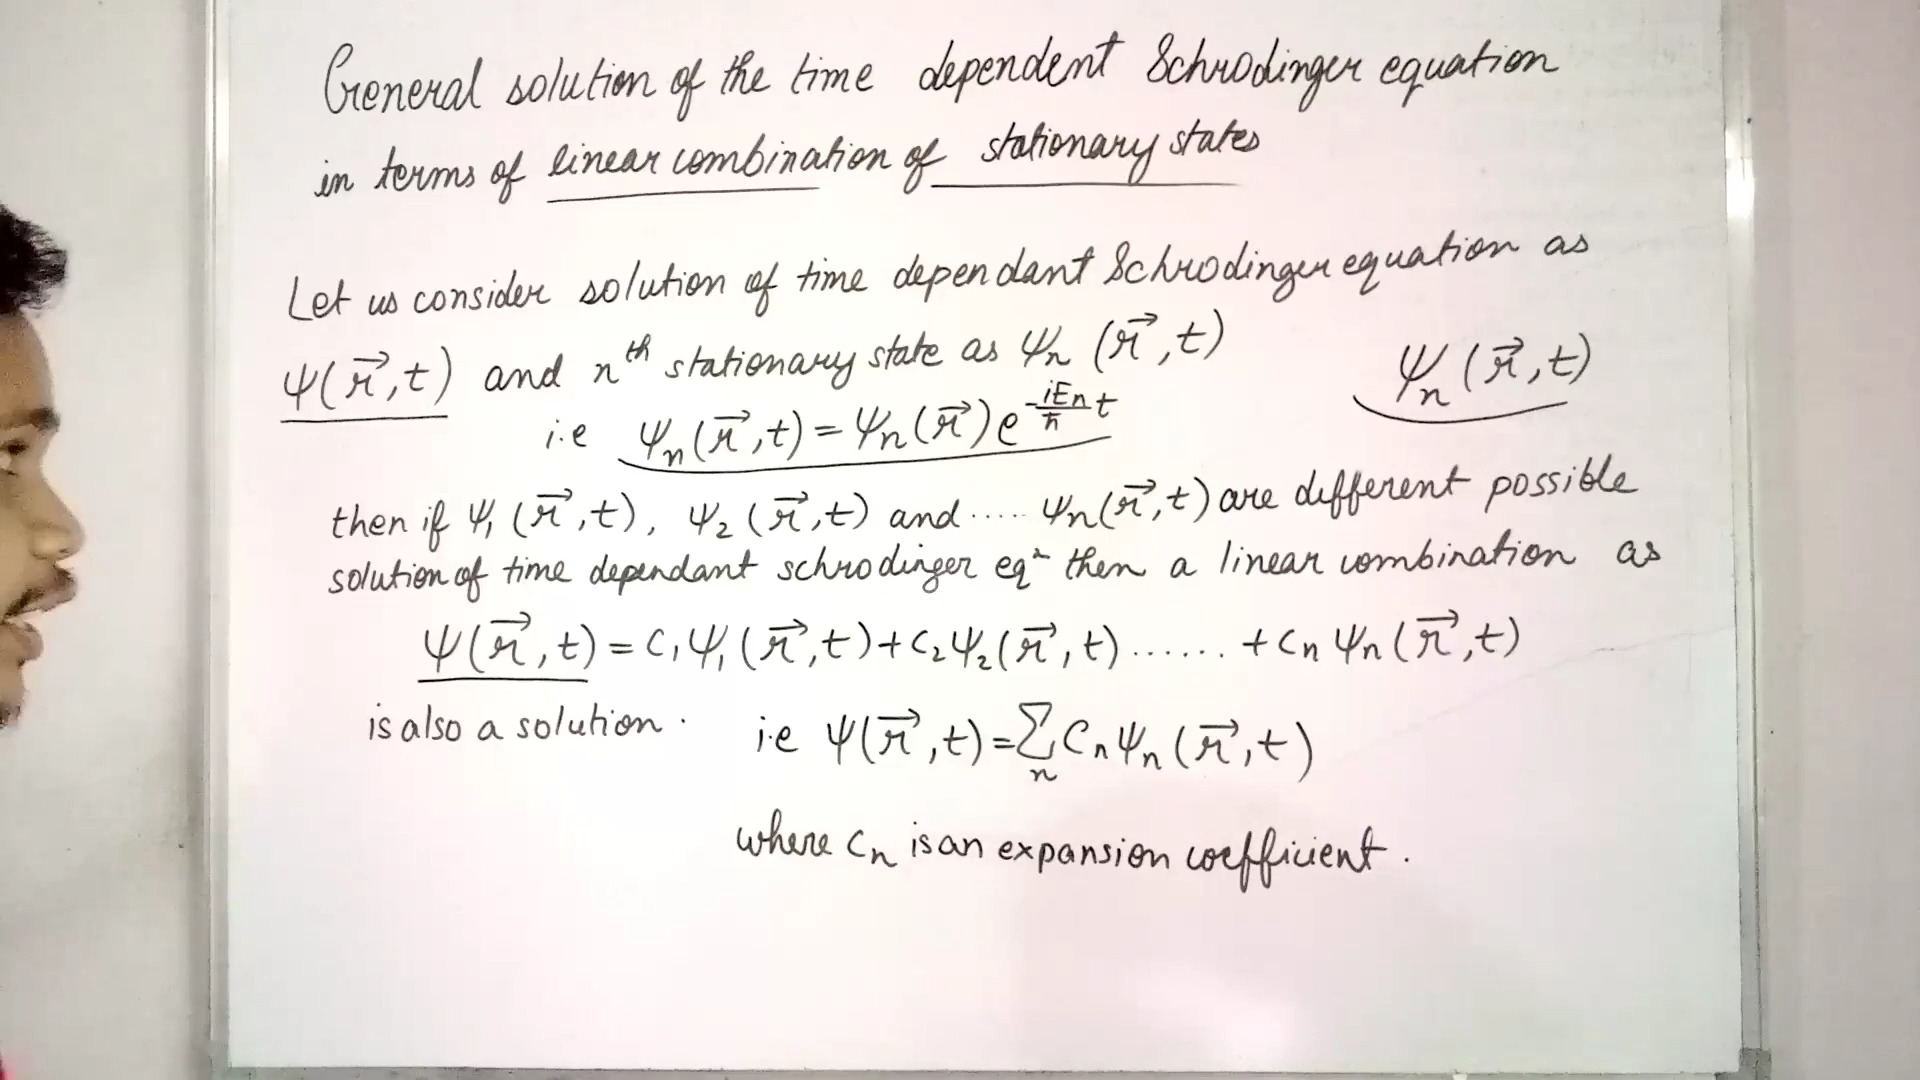 General solution of the time dependent Schrodinger equation
in terms of linear combination of stationary states
Let us consider solution of time dependant Schrodinger equation as
Ψ(r⃗,t) and nth stationary state as Ψn (r⃗,t)
Ψn(r⃗,t)
i.e Ψn(r⃗,t) = Ψn(r⃗)e^-iEn/ħ t
then if Ψ1(r⃗,t), Ψ2(r⃗,t) and ..... Ψn(r⃗,t) are different possible
solution of time dependant schrodinger eqn then a linear combination as
Ψ(r⃗,t) = C1Ψ1(r⃗,t)+C2Ψ2(r⃗,t)......+CnΨn(r⃗,t)
is also a solution. i.e Ψ(r⃗,t)=∑n CnΨn(r⃗,t)
where Cn is an expansion coefficient.